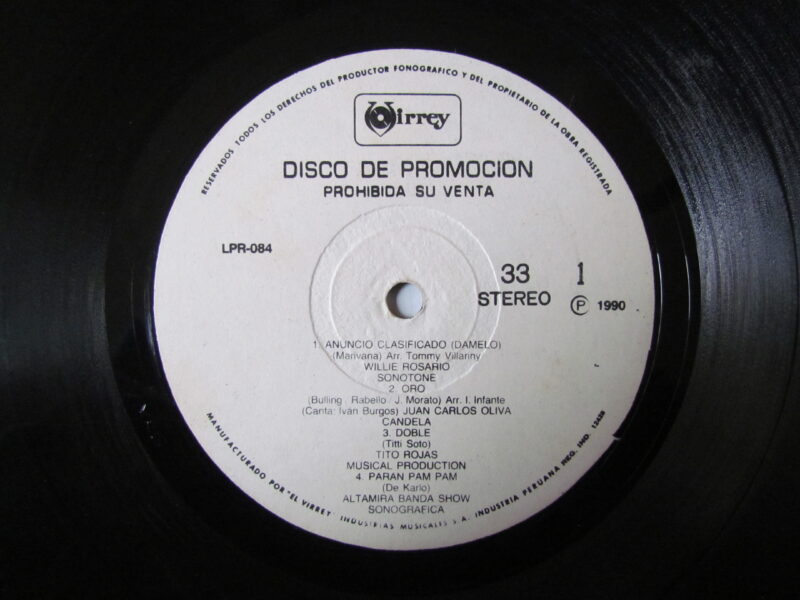 RESERVADOS TODOS LOS DERECHOS DEL PRODUCTOR FONOGRAFICO Y DEL PROPIETARIO DE LA OBRA REGISTRADA
Virrey
DISCO DE PROMOCION
PROHIBIDA SU VENTA
LPR-084
33 1
STEREO Ⓟ 1990
1. ANUNCIO CLASIFICADO (DAMELO)
(Marivana) Arr. Tommy Villariny
WILLIE ROSARIO
SONOTONE
2. ORO
(Bulling . Rabello . J. Morato) Arr. I. Infante
(Canta: Iván Burgos) JUAN CARLOS OLIVA
CANDELA
3. DOBLE
(Titti Soto)
TITO ROJAS
MUSICAL PRODUCTION
4. PARAN PAM PAM
(De Karlo)
ALTAMIRA BANDA SHOW
SONOGRAFICA
MANUFACTURADO POR "EL VIRREY" INDUSTRIAS MUSICALES S.A. INDUSTRIA PERUANA REG. IND. 12428